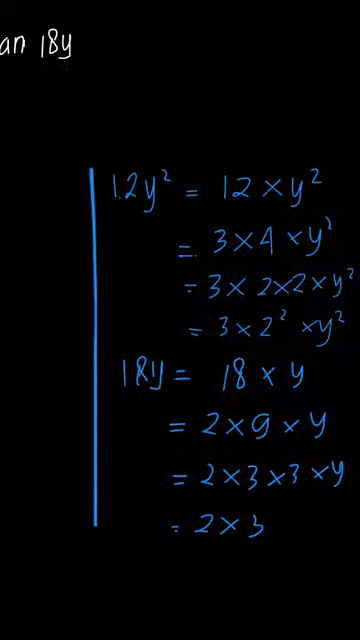 an 18y
12y² = 12 × y²
= 3 × 4 × y²
= 3 × 2 × 2 × y²
= 3 × 2² × y²
18y = 18 × y
= 2 × 9 × y
= 2 × 3 × 3 × y
= 2 × 3